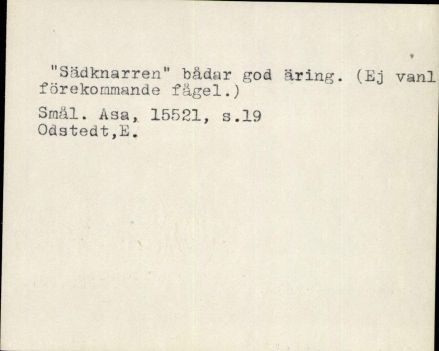 "Sädknarren" bådar god äring. (Ej vanl
förekommande fågel.)
Smål. Asa, 15521, s.19
Odstedt,E.